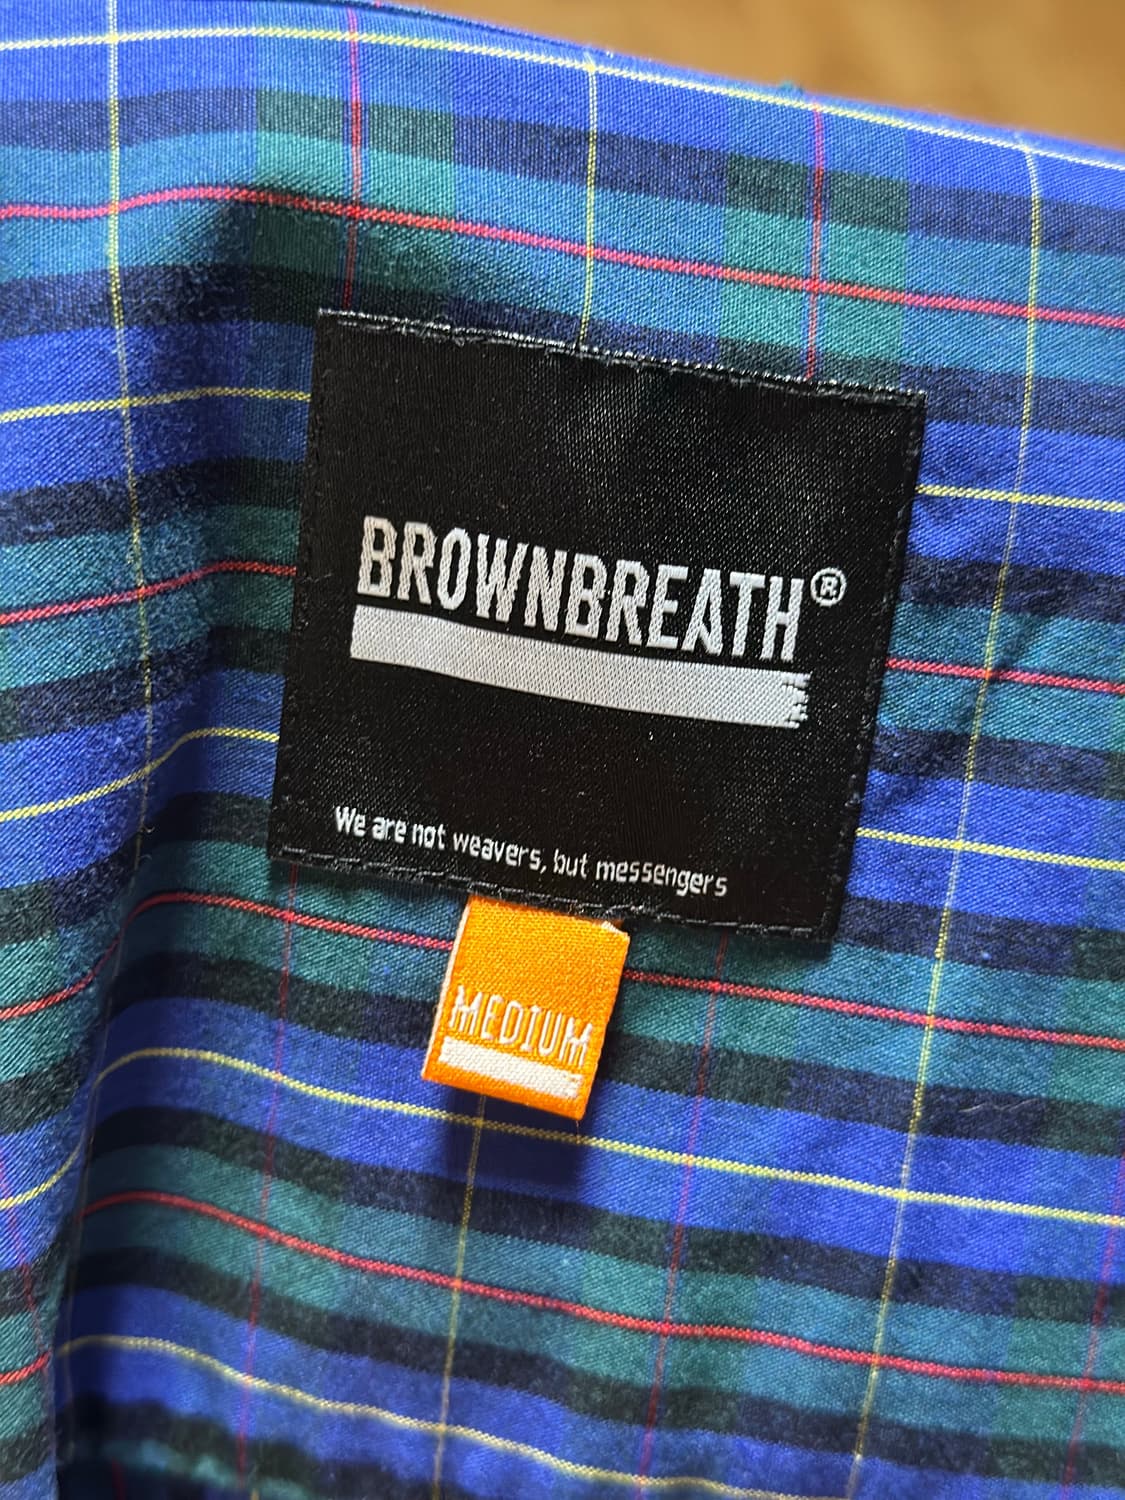 BROWNBREATH®
We are not weavers, but messengers
MEDIUM